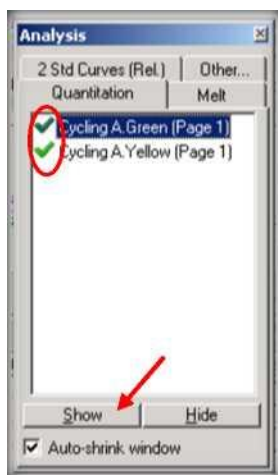 Analysis
2 Std Curves (Rel.) Other...
Quantitation Melt
Cycling A.Green (Page 1)
Cycling A.Yellow (Page 1)
Show Hide
Auto-shrink window